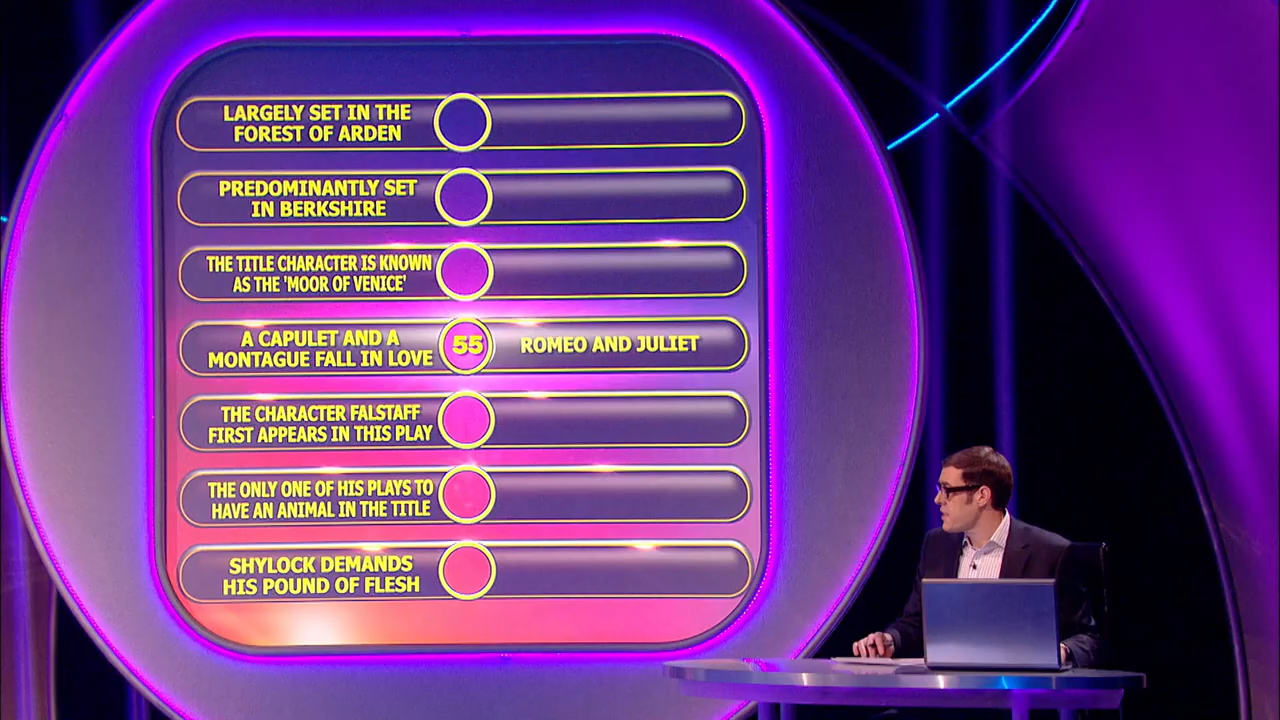 LARGELY SET IN THE
FOREST OF ARDEN
PREDOMINANTLY SET
IN BERKSHIRE
THE TITLE CHARACTER IS KNOWN
AS THE 'MOOR OF VENICE'
A CAPULET AND A
MONTAGUE FALL IN LOVE
55
ROMEO AND JULIET
THE CHARACTER FALSTAFF
FIRST APPEARS IN THIS PLAY
THE ONLY ONE OF HIS PLAYS TO
HAVE AN ANIMAL IN THE TITLE
SHYLOCK DEMANDS
HIS POUND OF FLESH